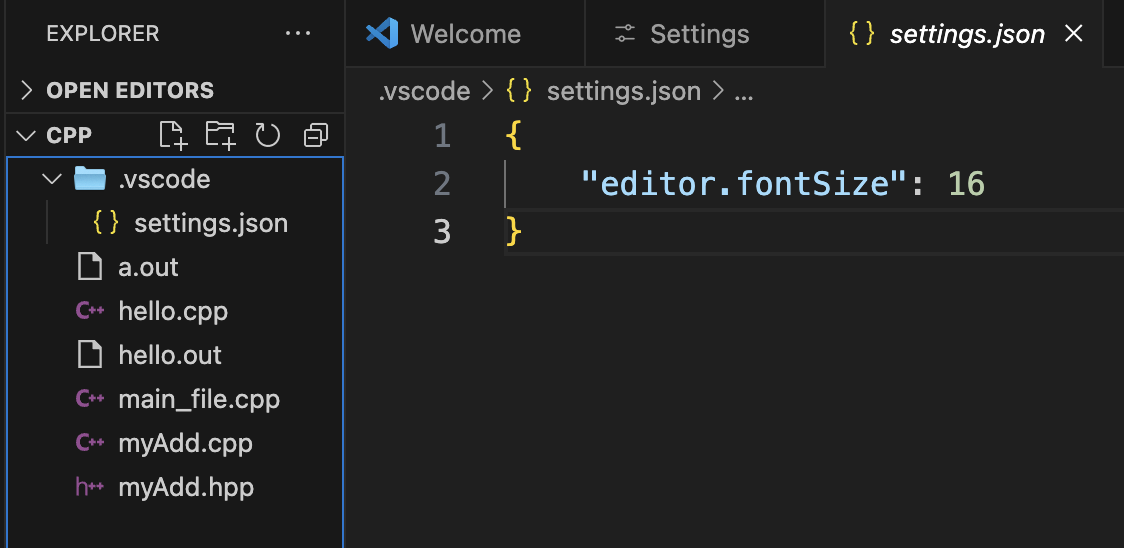 EXPLORER ...
OPEN EDITORS
CPP
.vscode
{} settings.json
a.out
C++ hello.cpp
hello.out
C++ main_file.cpp
C++ myAdd.cpp
h++ myAdd.hpp
Welcome
Settings
{} settings.json ×
.vscode > {} settings.json > ...
1 {
2 "editor.fontSize": 16
3 }